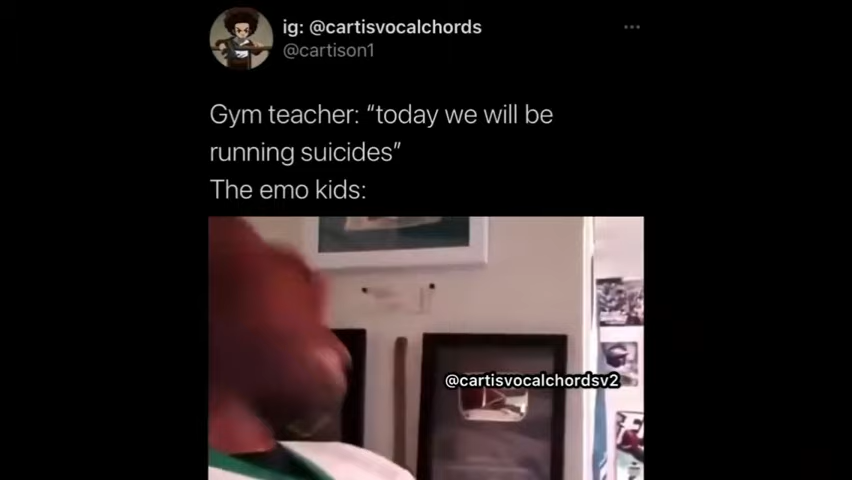 ig: @cartisvocalchords
@cartison1
Gym teacher: “today we will be
running suicides”
The emo kids:
@cartisvocalchordsv2